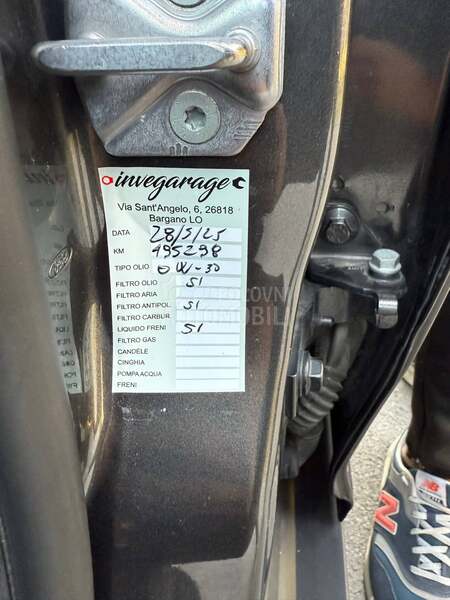 invegarage
Via Sant'Angelo, 6, 26818
Bargano LO
DATA 28/5/25
KM 195298
TIPO OLIO 0W-30
FILTRO OLIO SI
FILTRO ARIA
FILTRO ANTIPOL SI
FILTRO CARBUR.
LIQUIDO FRENI SI
FILTRO GAS
CANDELE
CINGHIA
POMPA ACQUA
FRENI